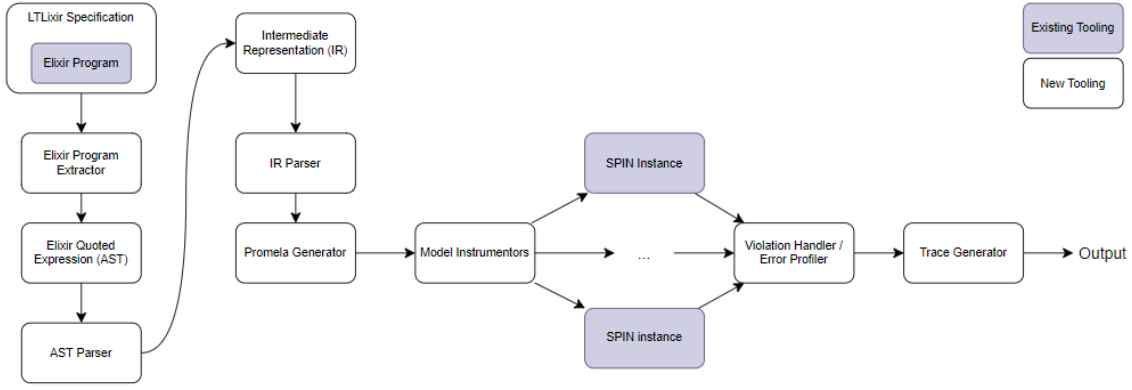 LTLixir Specification
Elixir Program
Elixir Program
Extractor
Elixir Quoted
Expression (AST)
AST Parser
Intermediate
Representation (IR)
IR Parser
Promela Generator
Model Instrumentors
SPIN Instance
...
SPIN instance
Violation Handler /
Error Profiler
Trace Generator
Output
Existing Tooling
New Tooling